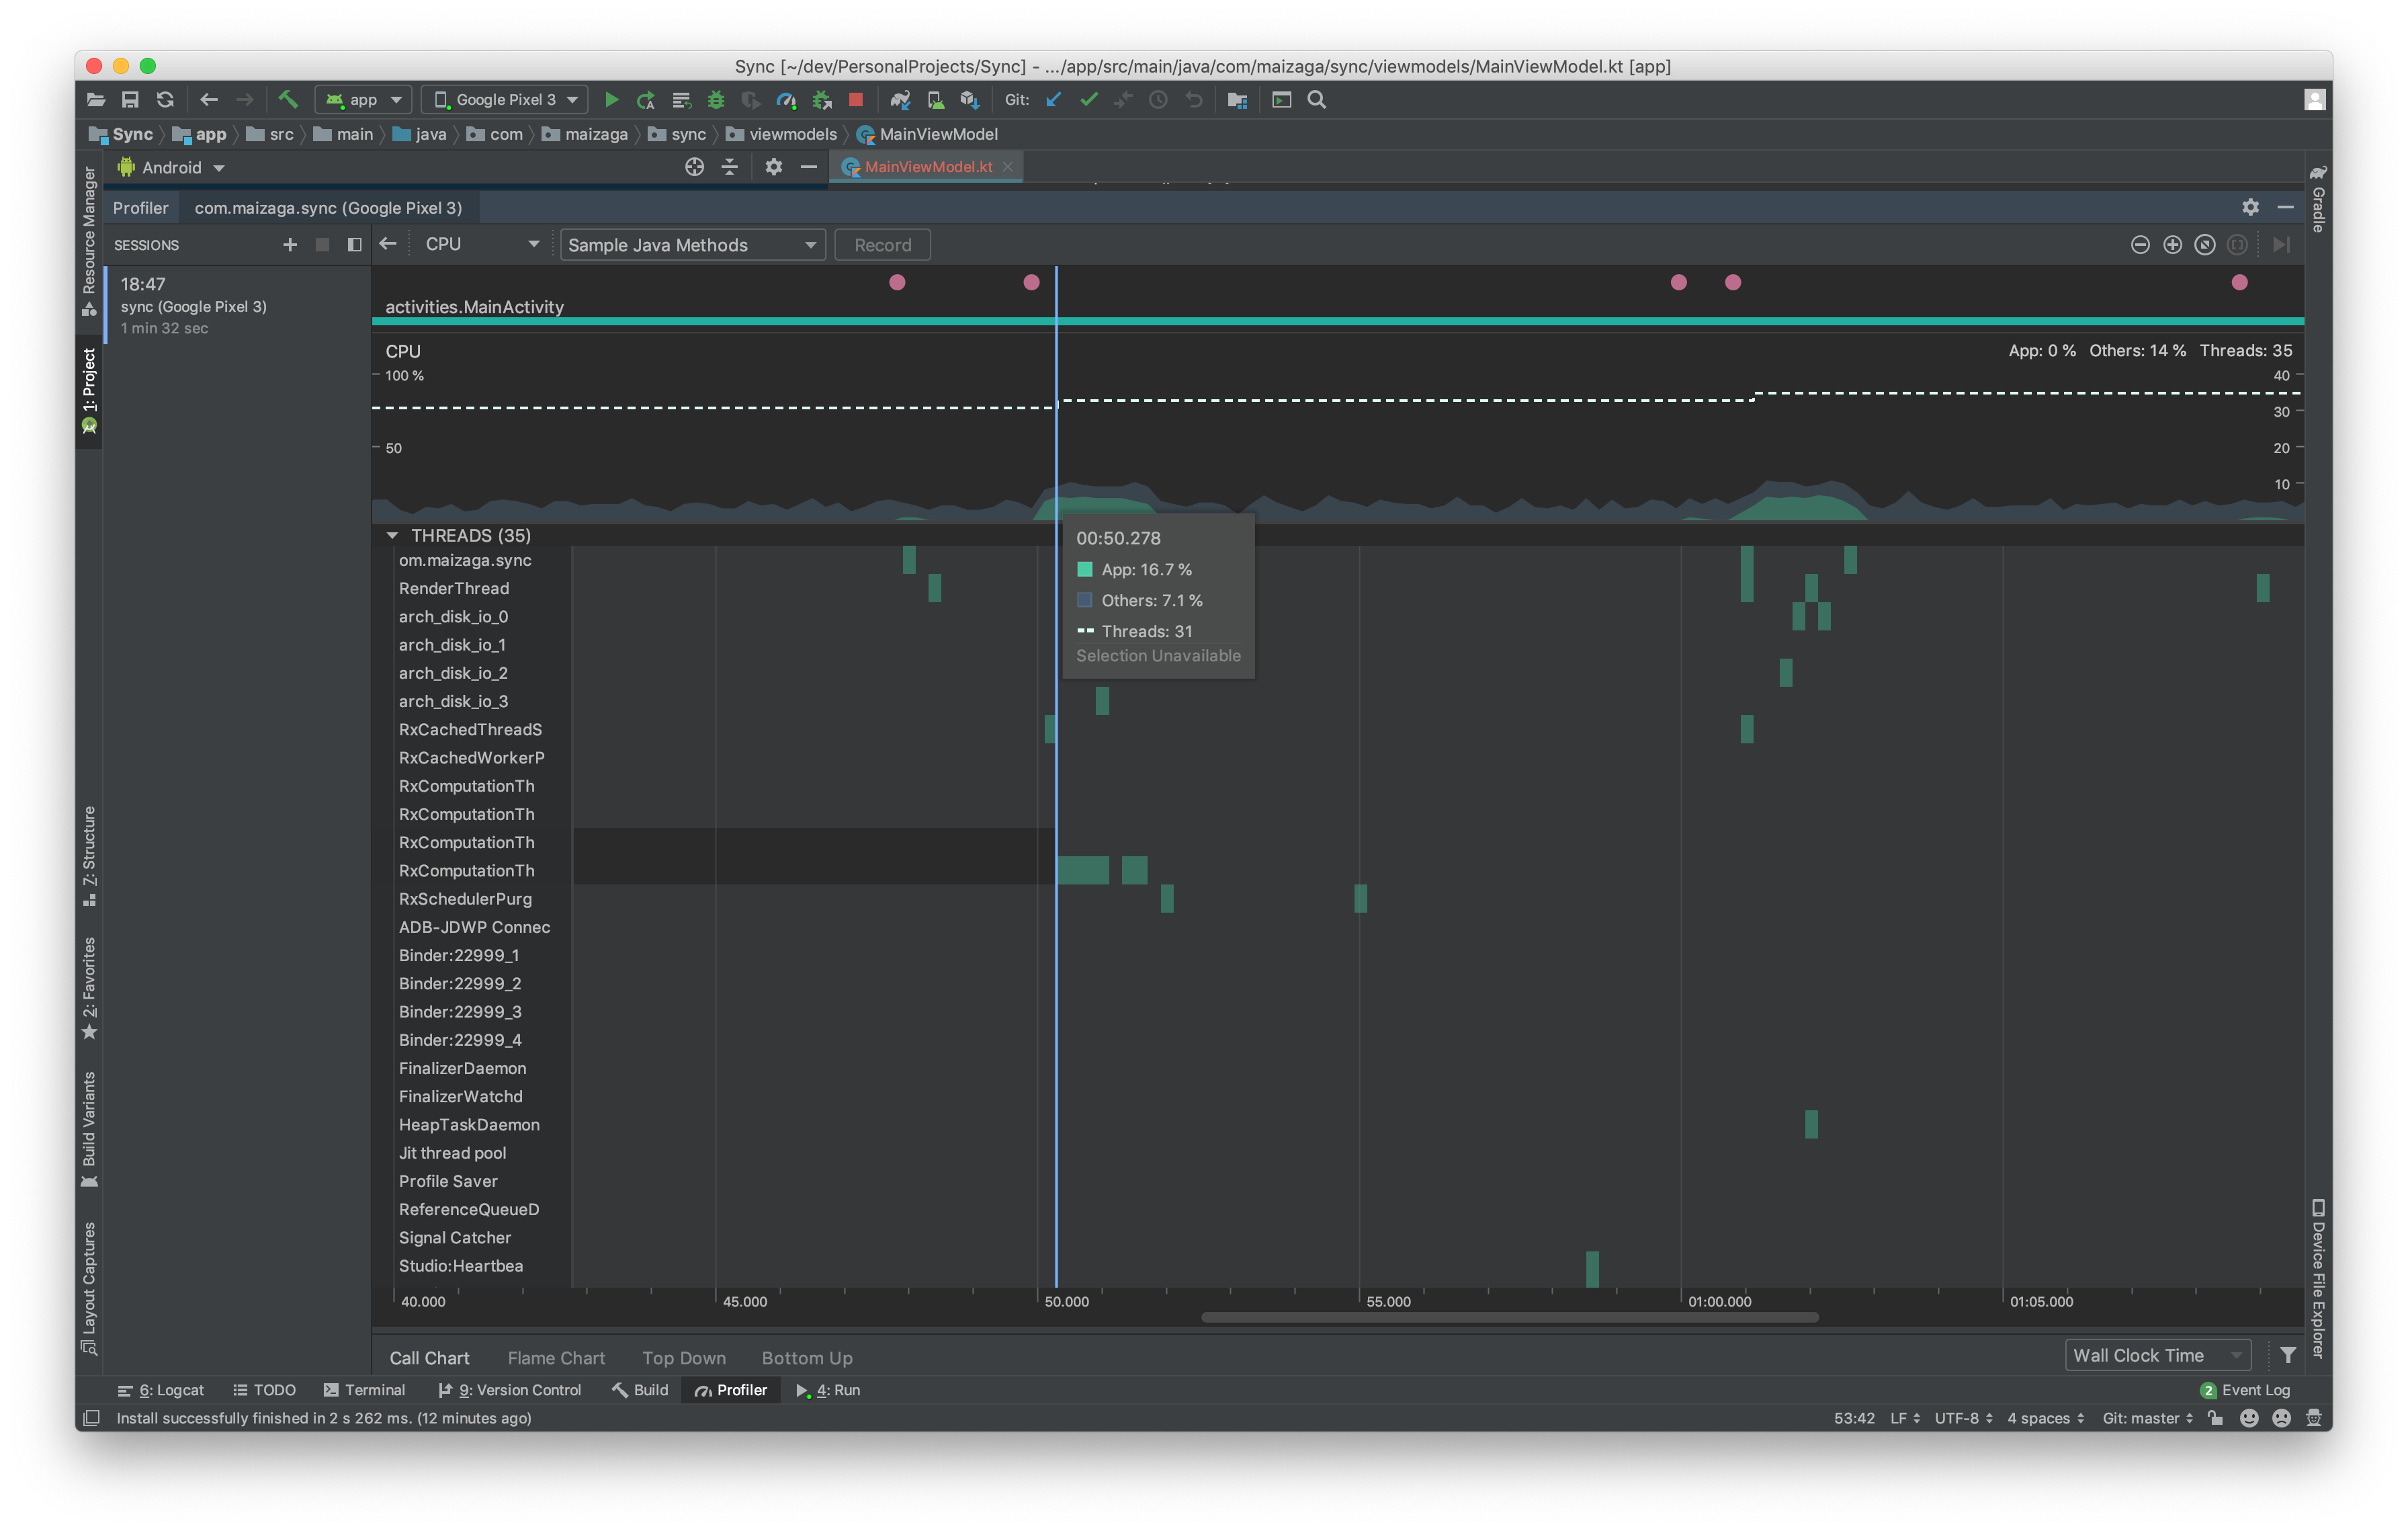 Sync [~/dev/PersonalProjects/Sync] - .../app/src/main/java/com/maizaga/sync/viewmodels/MainViewModel.kt [app]
app
Google Pixel 3
Git:
Sync
app
src
main
java
com
maizaga
sync
viewmodels
MainViewModel
Android
MainViewModel.kt
Profiler
com.maizaga.sync (Google Pixel 3)
SESSIONS
CPU
Sample Java Methods
Record
18:47
sync (Google Pixel 3)
1 min 32 sec
activities.MainActivity
CPU
App: 0 %
Others: 14 %
Threads: 35
100 %
40
30
50
20
10
THREADS (35)
00:50.278
App: 16.7 %
Others: 7.1 %
Threads: 31
Selection Unavailable
om.maizaga.sync
RenderThread
arch_disk_io_0
arch_disk_io_1
arch_disk_io_2
arch_disk_io_3
RxCachedThreadS
RxCachedWorkerP
RxComputationTh
RxComputationTh
RxComputationTh
RxComputationTh
RxSchedulerPurg
ADB-JDWP Connec
Binder:22999_1
Binder:22999_2
Binder:22999_3
Binder:22999_4
FinalizerDaemon
FinalizerWatchd
HeapTaskDaemon
Jit thread pool
Profile Saver
ReferenceQueueD
Signal Catcher
Studio:Heartbea
40.000
45.000
50.000
55.000
01:00.000
01:05.000
Call Chart
Flame Chart
Top Down
Bottom Up
Wall Clock Time
Resource Manager
1: Project
7: Structure
2: Favorites
Build Variants
Layout Captures
Gradle
Device File Explorer
6: Logcat
TODO
Terminal
9: Version Control
Build
Profiler
4: Run
2 Event Log
Install successfully finished in 2 s 262 ms. (12 minutes ago)
53:42
LF
UTF-8
4 spaces
Git: master